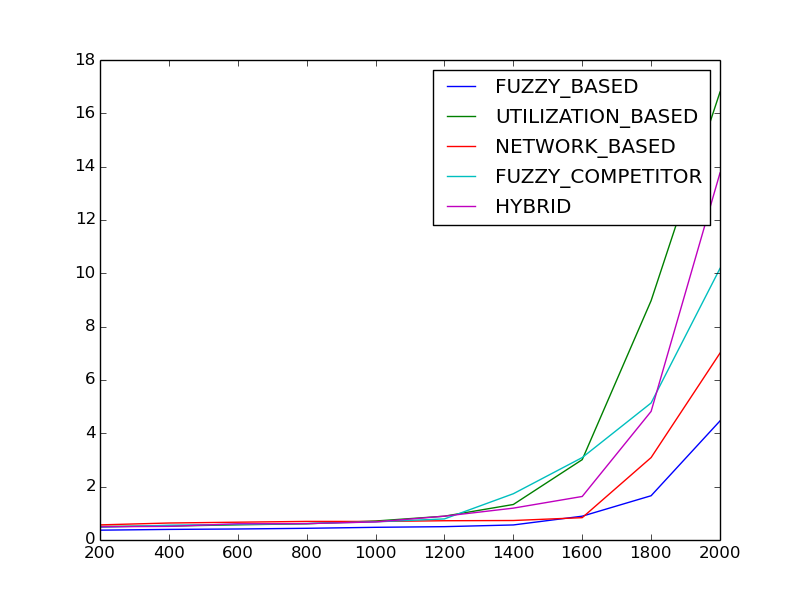 18
16
14
12
10
8
6
4
2
0
FUZZY_BASED
UTILIZATION_BASED
NETWORK_BASED
FUZZY_COMPETITOR
HYBRID
200 400 600 800 1000 1200 1400 1600 1800 2000